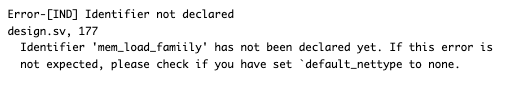 Error-[IND] Identifier not declared
design.sv, 177
Identifier 'mem_load_famiily' has not been declared yet. If this error is
not expected, please check if you have set `default_nettype to none.